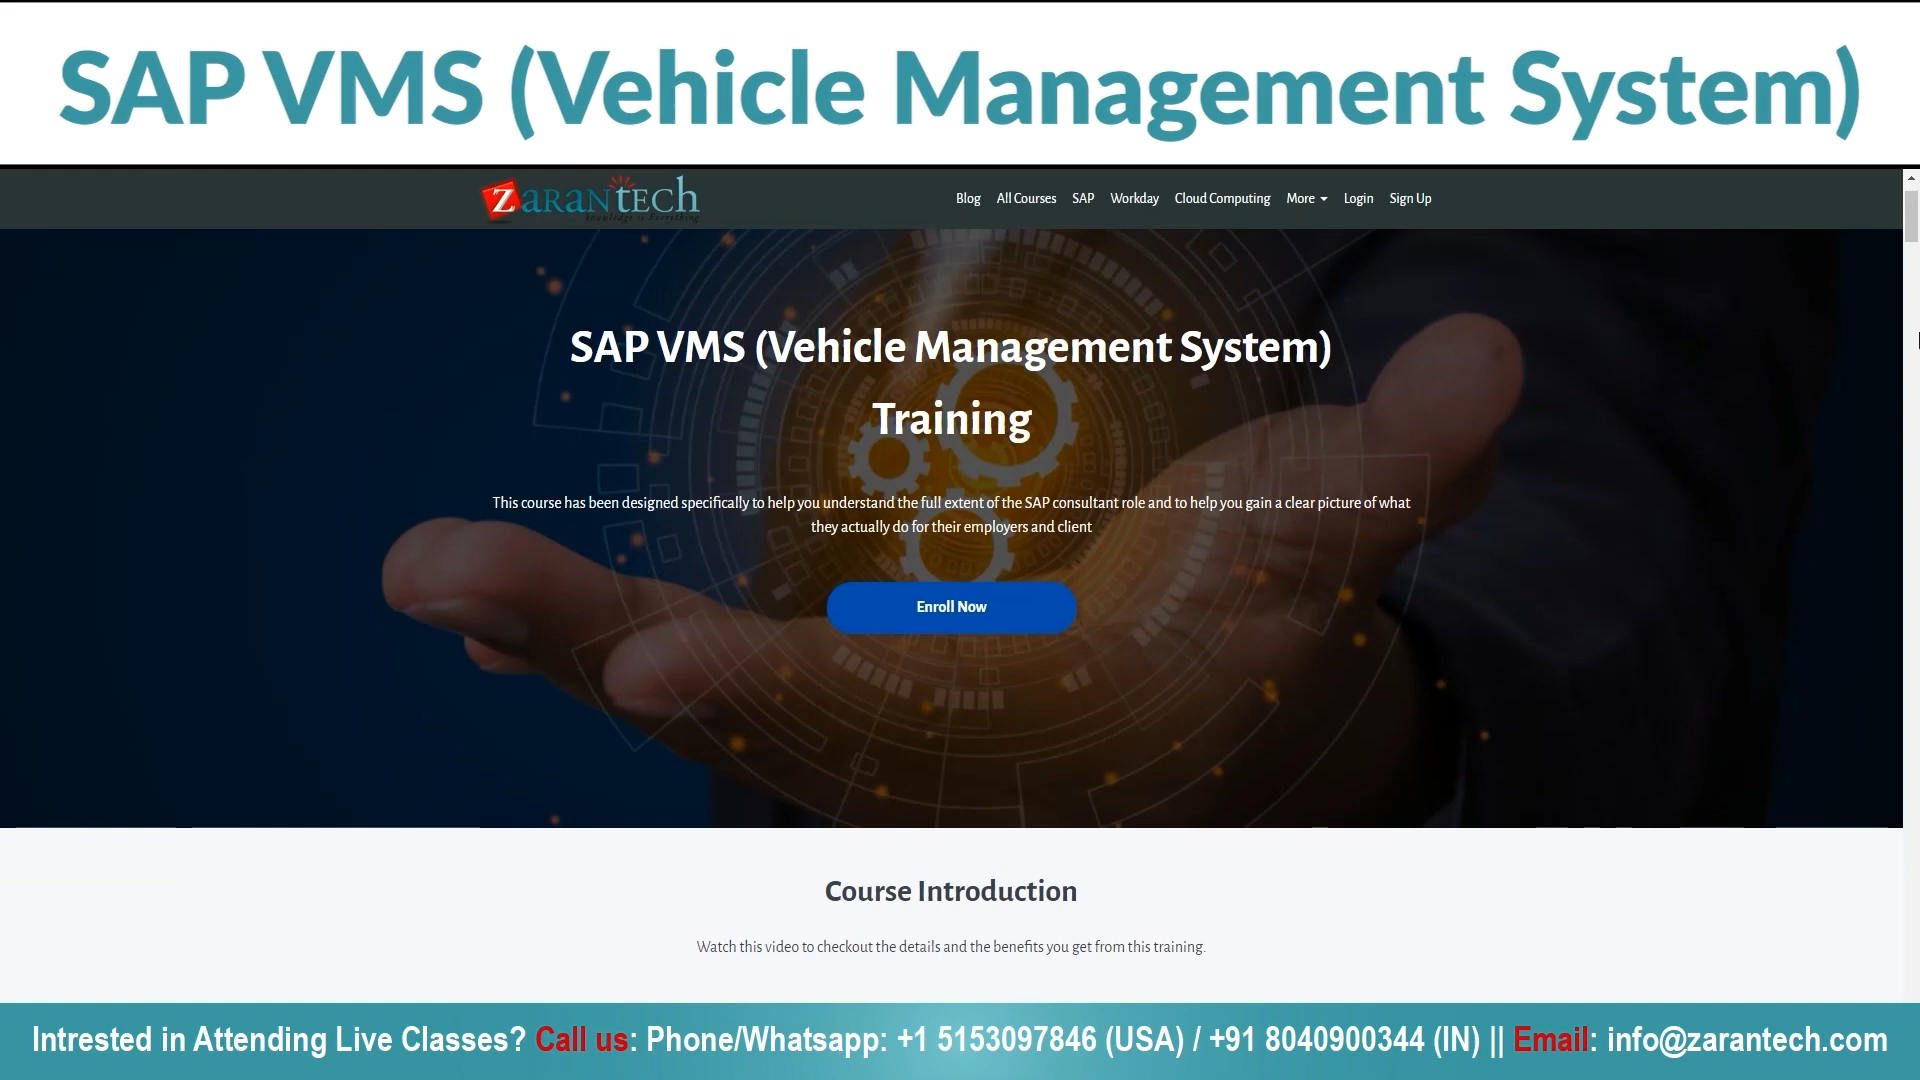 SAP VMS (Vehicle Management System)
ZARANTECH
knowledge is Everything
Blog All Courses SAP Workday Cloud Computing More Login Sign Up
SAP VMS (Vehicle Management System)
Training
This course has been designed specifically to help you understand the full extent of the SAP consultant role and to help you gain a clear picture of what
they actually do for their employers and client
Enroll Now
Course Introduction
Watch this video to checkout the details and the benefits you get from this training.
Intrested in Attending Live Classes? Call us: Phone/Whatsapp: +1 5153097846 (USA) / +91 8040900344 (IN) || Email: info@zarantech.com